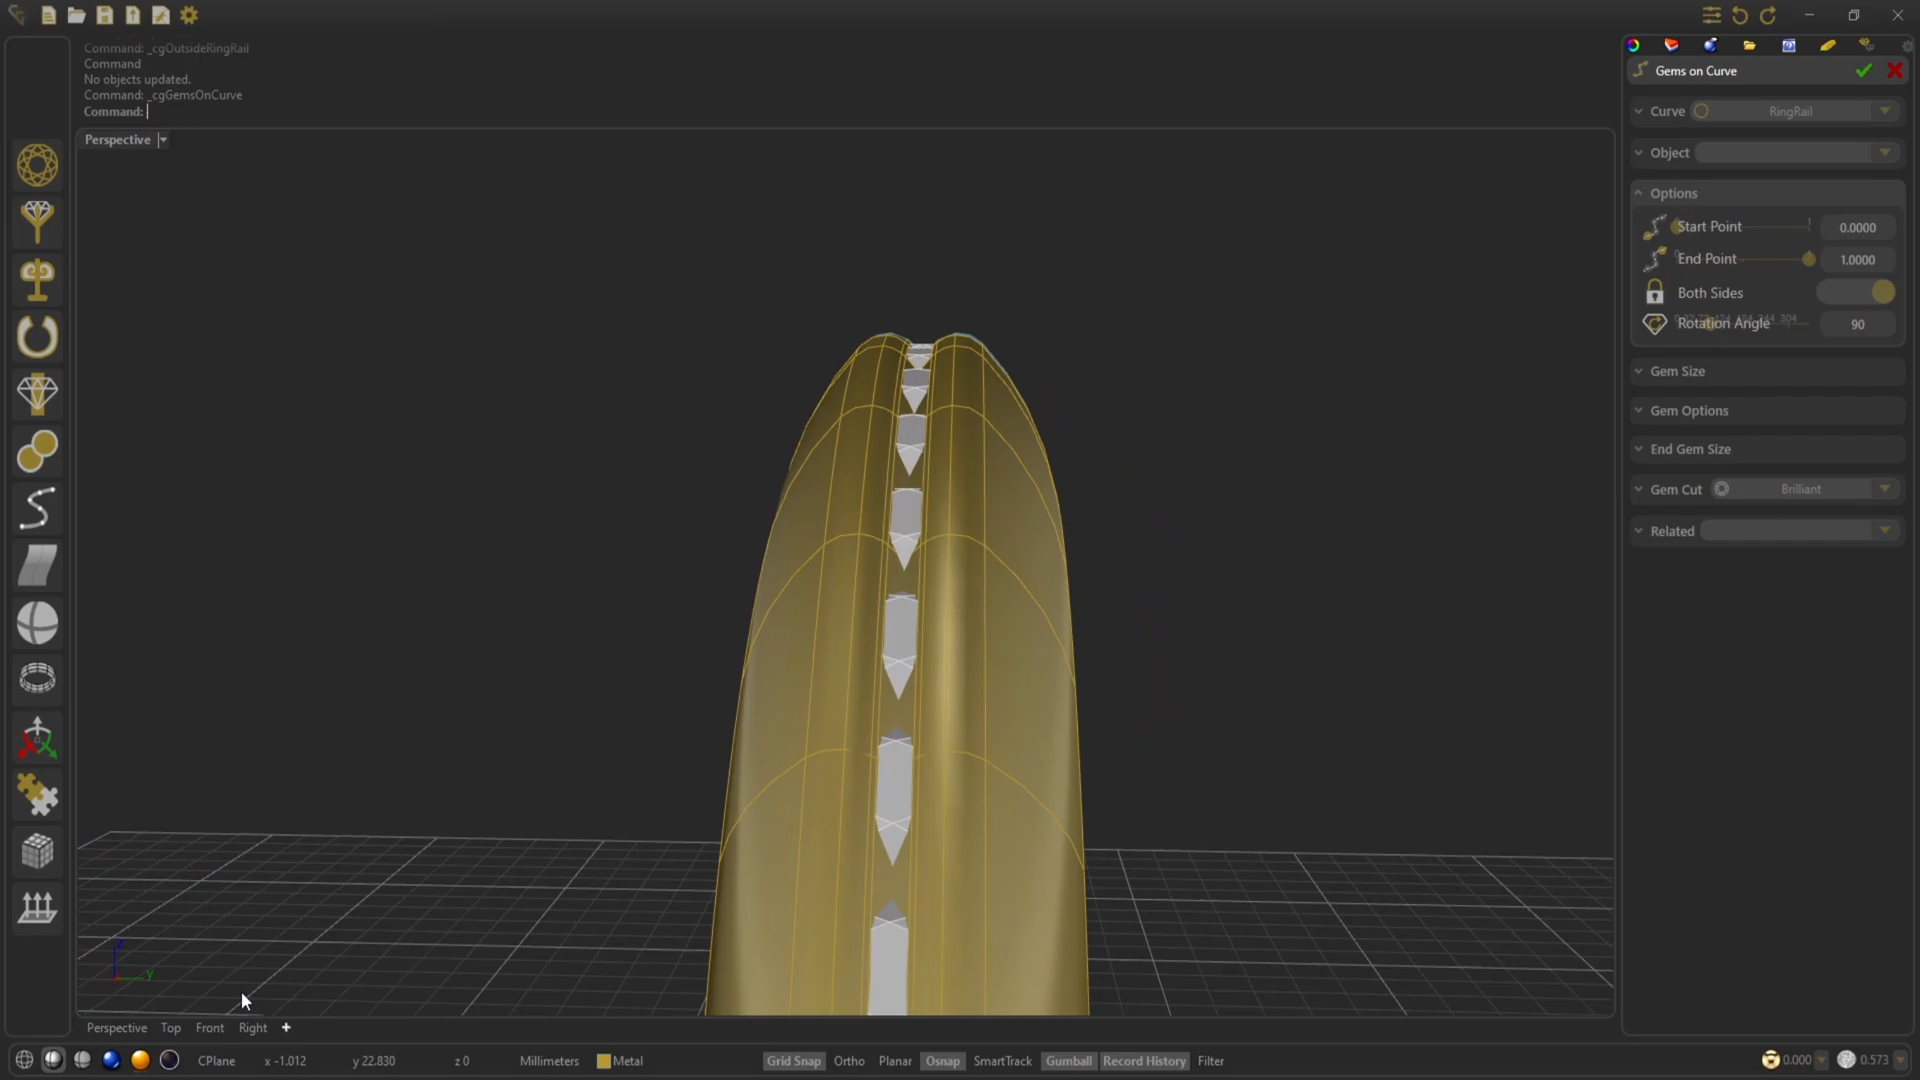 Command: _cgOutsideRingRail
Command
No objects updated.
Command: _cgGemsOnCurve
Command:
Perspective
Gems on Curve
Curve RingRail
Object
Options
Start Point 0.0000
End Point 1.0000
Both Sides
Rotation Angle 90
Gem Size
Gem Options
End Gem Size
Gem Cut Brilliant
Related
z
y
Perspective Top Front Right
CPlane x -1.012 y 22.830 z 0 Millimeters Metal Grid Snap Ortho Planar Osnap SmartTrack Gumball Record History Filter 0.000 0.573